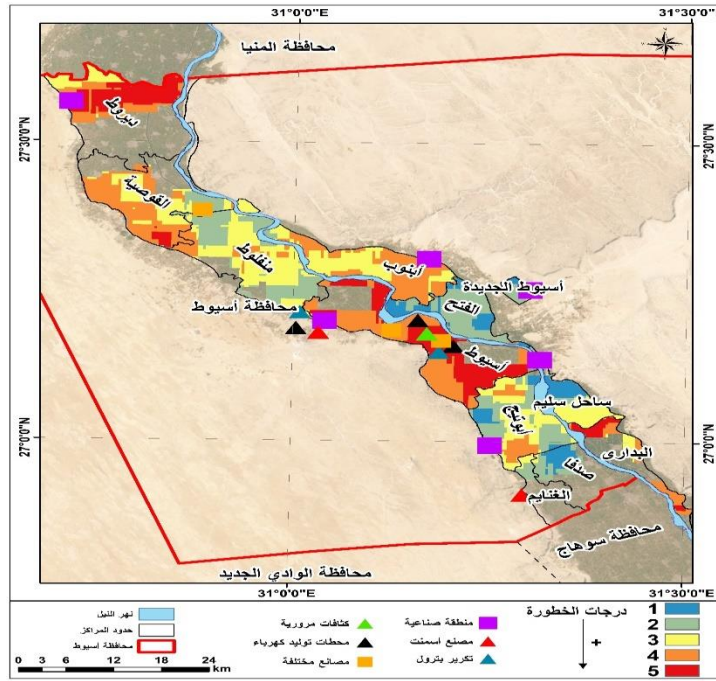 31°0'0"E
31°30'0"E
محافظة المنيا
ديروط
27°30'0"N
27°30'0"N
القوصية
منفلوط
أبنوب
أسيوط الجديدة
الفتح
محافظة أسيوط
أسيوط
ساحل سليم
ابوتيج
27°0'0"N
27°0'0"N
البدارى
صدفا
الغنايم
محافظة سوهاج
محافظة الوادي الجديد
31°0'0"E
31°30'0"E
درجات الخطورة
+
1
2
3
4
5
منطقة صناعية
مصنع اسمنت
تكرير بترول
كثافات مرورية
محطات توليد كهرباء
مصانع مختلفة
نهر النيل
حدود المراكز
محافظة اسيوط
0 3 6 12 18 24
km